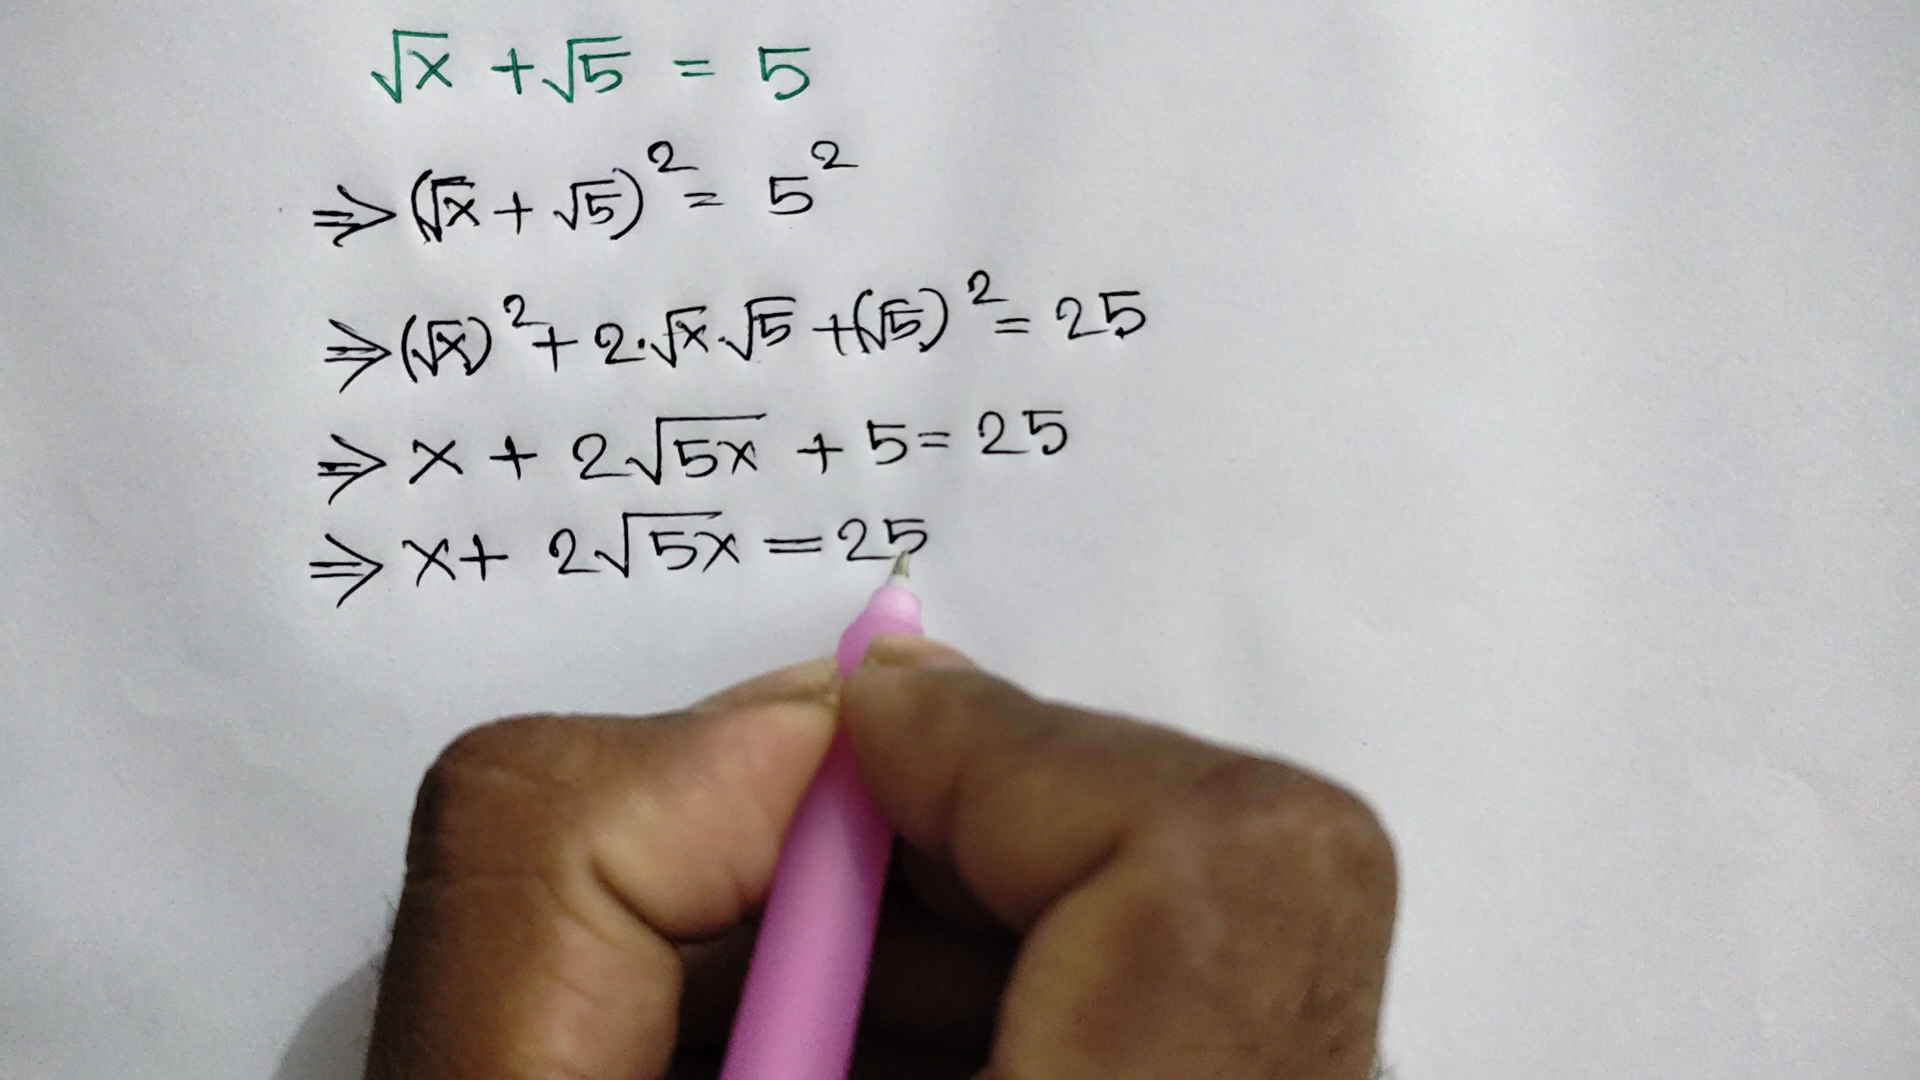 √x + √5 = 5
⇒ (√x + √5)² = 5²
⇒ (√x)² + 2·√x·√5 + (√5)² = 25
⇒ x + 2√5x + 5 = 25
⇒ x + 2√5x = 25